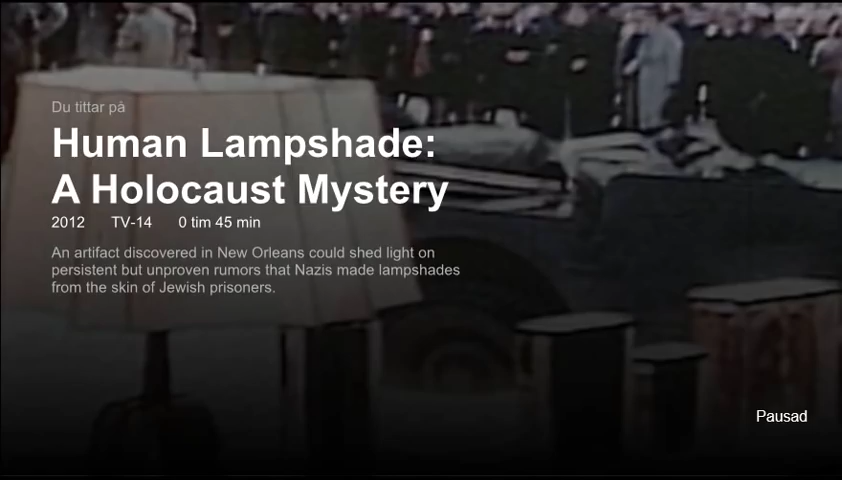 Du tittar på
Human Lampshade:
A Holocaust Mystery
2012 TV-14 0 tim 45 min
An artifact discovered in New Orleans could shed light on
persistent but unproven rumors that Nazis made lampshades
from the skin of Jewish prisoners.
Pausad